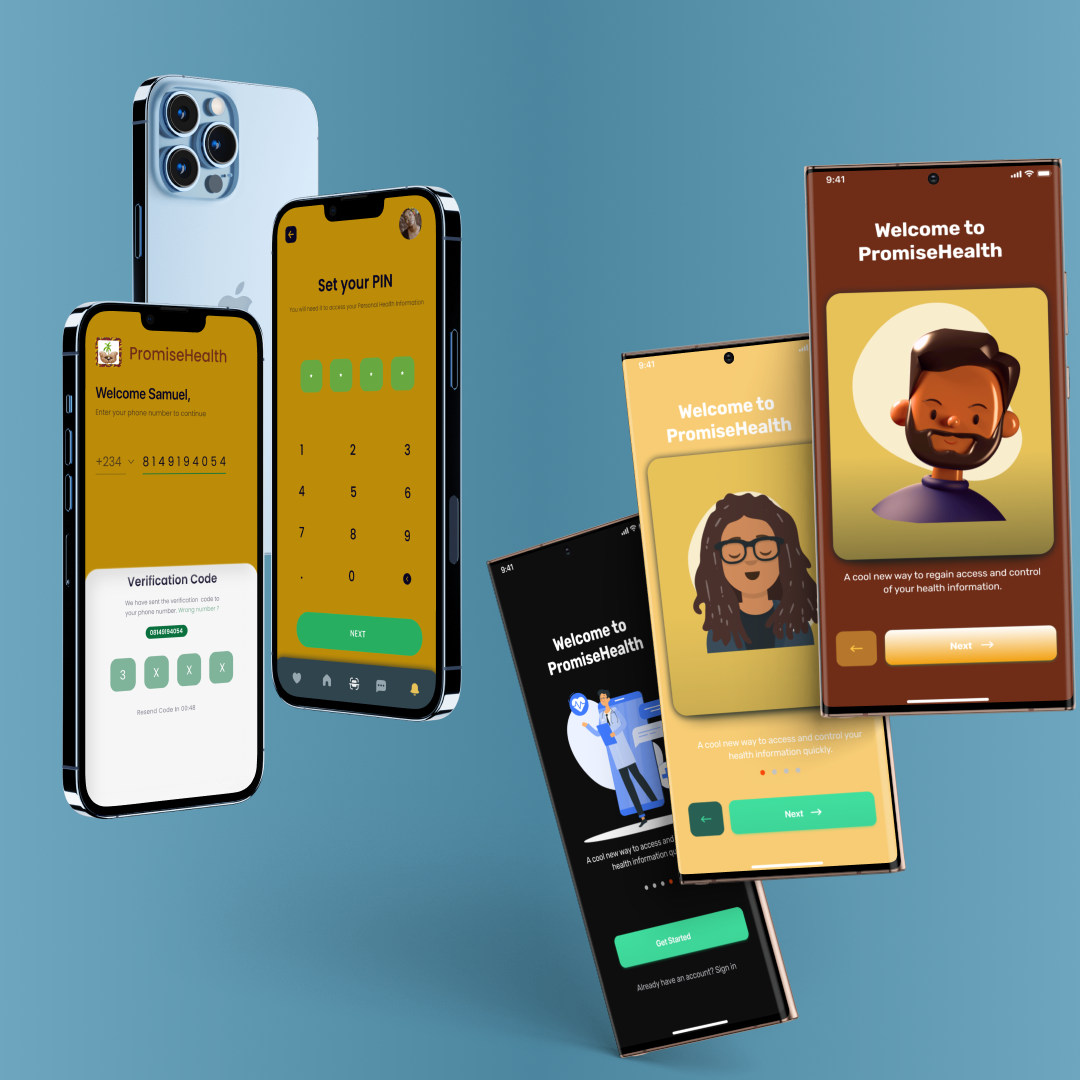 PromiseHealth
Welcome Samuel,
Enter your phone number to continue
+234 8149194054
Verification Code
We have sent the verification code to
your phone number. Wrong number ?
08149194054
3 X X X
Resend Code in 00:48
Set your PIN
You will need it to access your Personal Health Information
1 2 3
4 5 6
7 8 9
. 0
NEXT
9:41
Welcome to
PromiseHealth
A cool new way to access and
health information qu
Get Started
Already have an account? Sign in
9:41
Welcome to
PromiseHealth
A cool new way to access and control your
health information quickly.
Next
9:41
Welcome to
PromiseHealth
A cool new way to regain access and control
of your health information.
Next